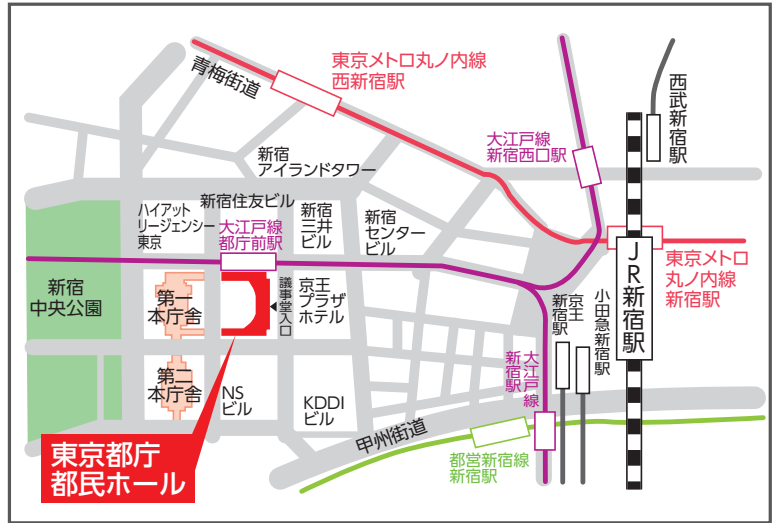 東京メトロ丸ノ内線
西新宿駅
青梅街道
西武新宿駅
大江戸線
新宿西口駅
新宿
アイランドタワー
新宿住友ビル
ハイアット
リージェンシー
東京
大江戸線
都庁前駅
新宿
三井
ビル
新宿
センター
ビル
東京メトロ
丸ノ内線
新宿駅
JR新宿駅
新宿
中央公園
第一
本庁舎
議事堂入口
京王
プラザ
ホテル
京王
新宿駅
小田急新宿駅
大江戸線
新宿駅
第二
本庁舎
NS
ビル
KDDI
ビル
甲州街道
都営新宿線
新宿駅
東京都庁
都民ホール